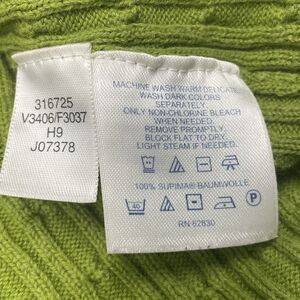 316725
V3406/F3037
H9
J07378
MACHINE WASH WARM DELICATE
WASH DARK COLORS
SEPARATELY.
ONLY NON-CHLORINE BLEACH
WHEN NEEDED.
REMOVE PROMPTLY.
BLOCK FLAT TO DRY.
LIGHT STEAM IF NEEDED.
100% SUPIMA® BAUMWOLLE
40
P
RN 62830